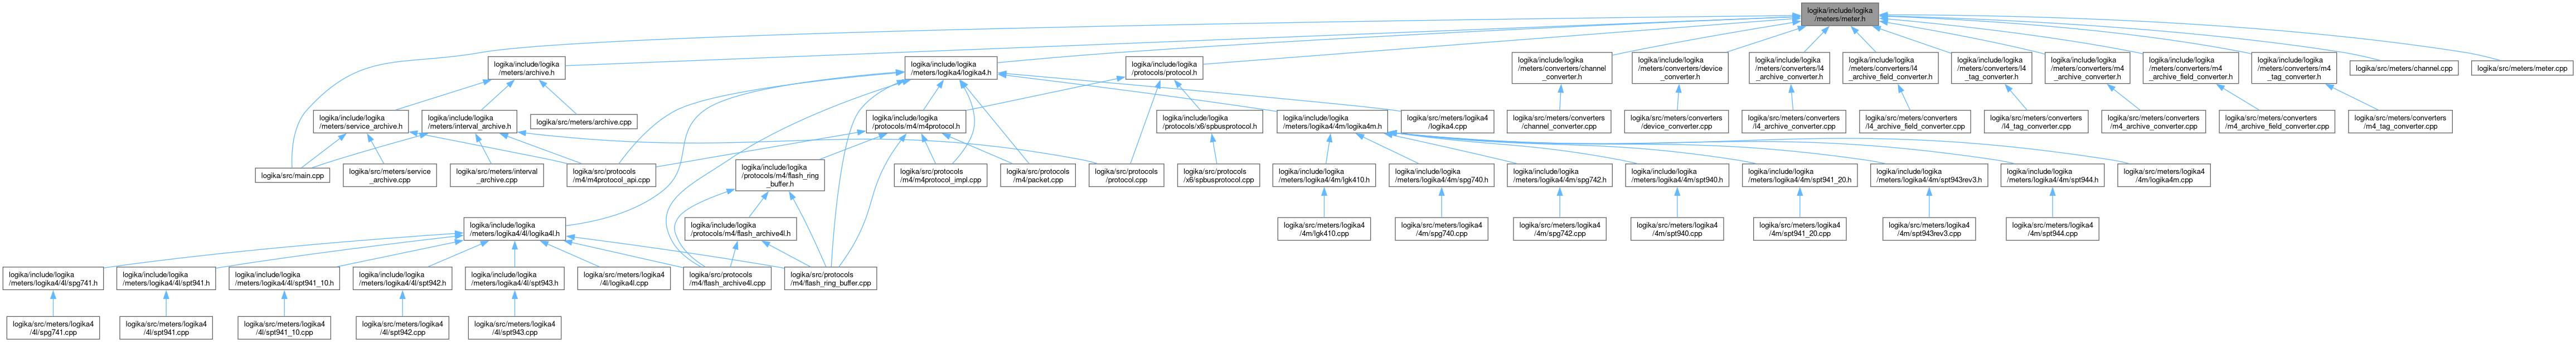 logika/include/logika
/meters/meter.h
logika/include/logika
/meters/archive.h
logika/include/logika
/meters/logika4/logika4.h
logika/include/logika
/protocols/protocol.h
logika/include/logika
/meters/converters/channel
_converter.h
logika/include/logika
/meters/converters/device
_converter.h
logika/include/logika
/meters/converters/l4
_archive_converter.h
logika/include/logika
/meters/converters/l4
_archive_field_converter.h
logika/include/logika
/meters/converters/l4
_tag_converter.h
logika/include/logika
/meters/converters/m4
_archive_converter.h
logika/include/logika
/meters/converters/m4
_archive_field_converter.h
logika/include/logika
/meters/converters/m4
_tag_converter.h
logika/src/meters/channel.cpp
logika/src/meters/meter.cpp
logika/include/logika
/meters/service_archive.h
logika/include/logika
/meters/interval_archive.h
logika/src/meters/archive.cpp
logika/include/logika
/protocols/m4/m4protocol.h
logika/include/logika
/protocols/x6/spbusprotocol.h
logika/include/logika
/meters/logika4/4m/logika4m.h
logika/src/meters/logika4
/logika4.cpp
logika/src/meters/converters
/channel_converter.cpp
logika/src/meters/converters
/device_converter.cpp
logika/src/meters/converters
/l4_archive_converter.cpp
logika/src/meters/converters
/l4_archive_field_converter.cpp
logika/src/meters/converters
/l4_tag_converter.cpp
logika/src/meters/converters
/m4_archive_converter.cpp
logika/src/meters/converters
/m4_archive_field_converter.cpp
logika/src/meters/converters
/m4_tag_converter.cpp
logika/src/main.cpp
logika/src/meters/service
_archive.cpp
logika/src/meters/interval
_archive.cpp
logika/src/protocols
/m4/m4protocol_api.cpp
logika/include/logika
/protocols/m4/flash_ring
_buffer.h
logika/src/protocols
/m4/m4protocol_impl.cpp
logika/src/protocols
/m4/packet.cpp
logika/src/protocols
/protocol.cpp
logika/src/protocols
/x6/spbusprotocol.cpp
logika/include/logika
/meters/logika4/4m/lgk410.h
logika/include/logika
/meters/logika4/4m/spg740.h
logika/include/logika
/meters/logika4/4m/spg742.h
logika/include/logika
/meters/logika4/4m/spt940.h
logika/include/logika
/meters/logika4/4m/spt941_20.h
logika/include/logika
/meters/logika4/4m/spt943rev3.h
logika/include/logika
/meters/logika4/4m/spt944.h
logika/src/meters/logika4
/4m/logika4m.cpp
logika/include/logika
/meters/logika4/4l/logika4l.h
logika/include/logika
/protocols/m4/flash_archive4l.h
logika/src/meters/logika4
/4m/lgk410.cpp
logika/src/meters/logika4
/4m/spg740.cpp
logika/src/meters/logika4
/4m/spg742.cpp
logika/src/meters/logika4
/4m/spt940.cpp
logika/src/meters/logika4
/4m/spt941_20.cpp
logika/src/meters/logika4
/4m/spt943rev3.cpp
logika/src/meters/logika4
/4m/spt944.cpp
logika/include/logika
/meters/logika4/4l/spg741.h
logika/include/logika
/meters/logika4/4l/spt941.h
logika/include/logika
/meters/logika4/4l/spt941_10.h
logika/include/logika
/meters/logika4/4l/spt942.h
logika/include/logika
/meters/logika4/4l/spt943.h
logika/src/meters/logika4
/4l/logika4l.cpp
logika/src/protocols
/m4/flash_archive4l.cpp
logika/src/protocols
/m4/flash_ring_buffer.cpp
logika/src/meters/logika4
/4l/spg741.cpp
logika/src/meters/logika4
/4l/spt941.cpp
logika/src/meters/logika4
/4l/spt941_10.cpp
logika/src/meters/logika4
/4l/spt942.cpp
logika/src/meters/logika4
/4l/spt943.cpp